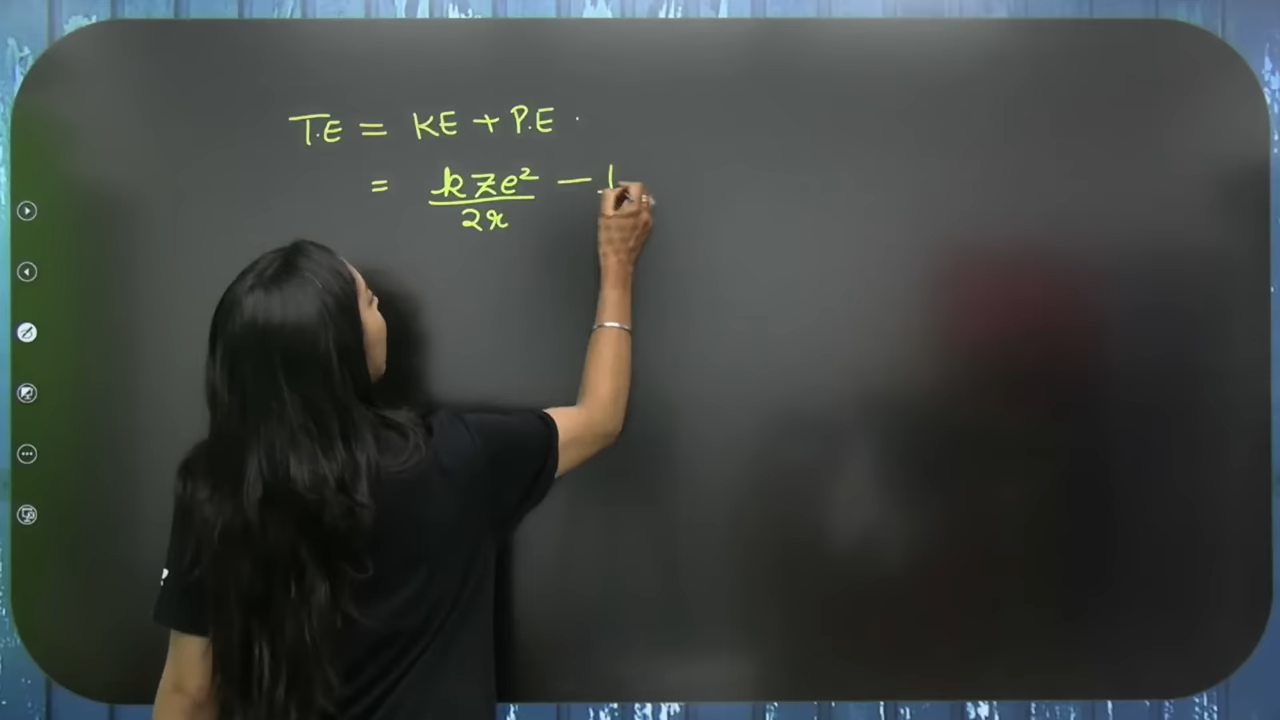 T.E = KE + P.E
= kze²/2r −